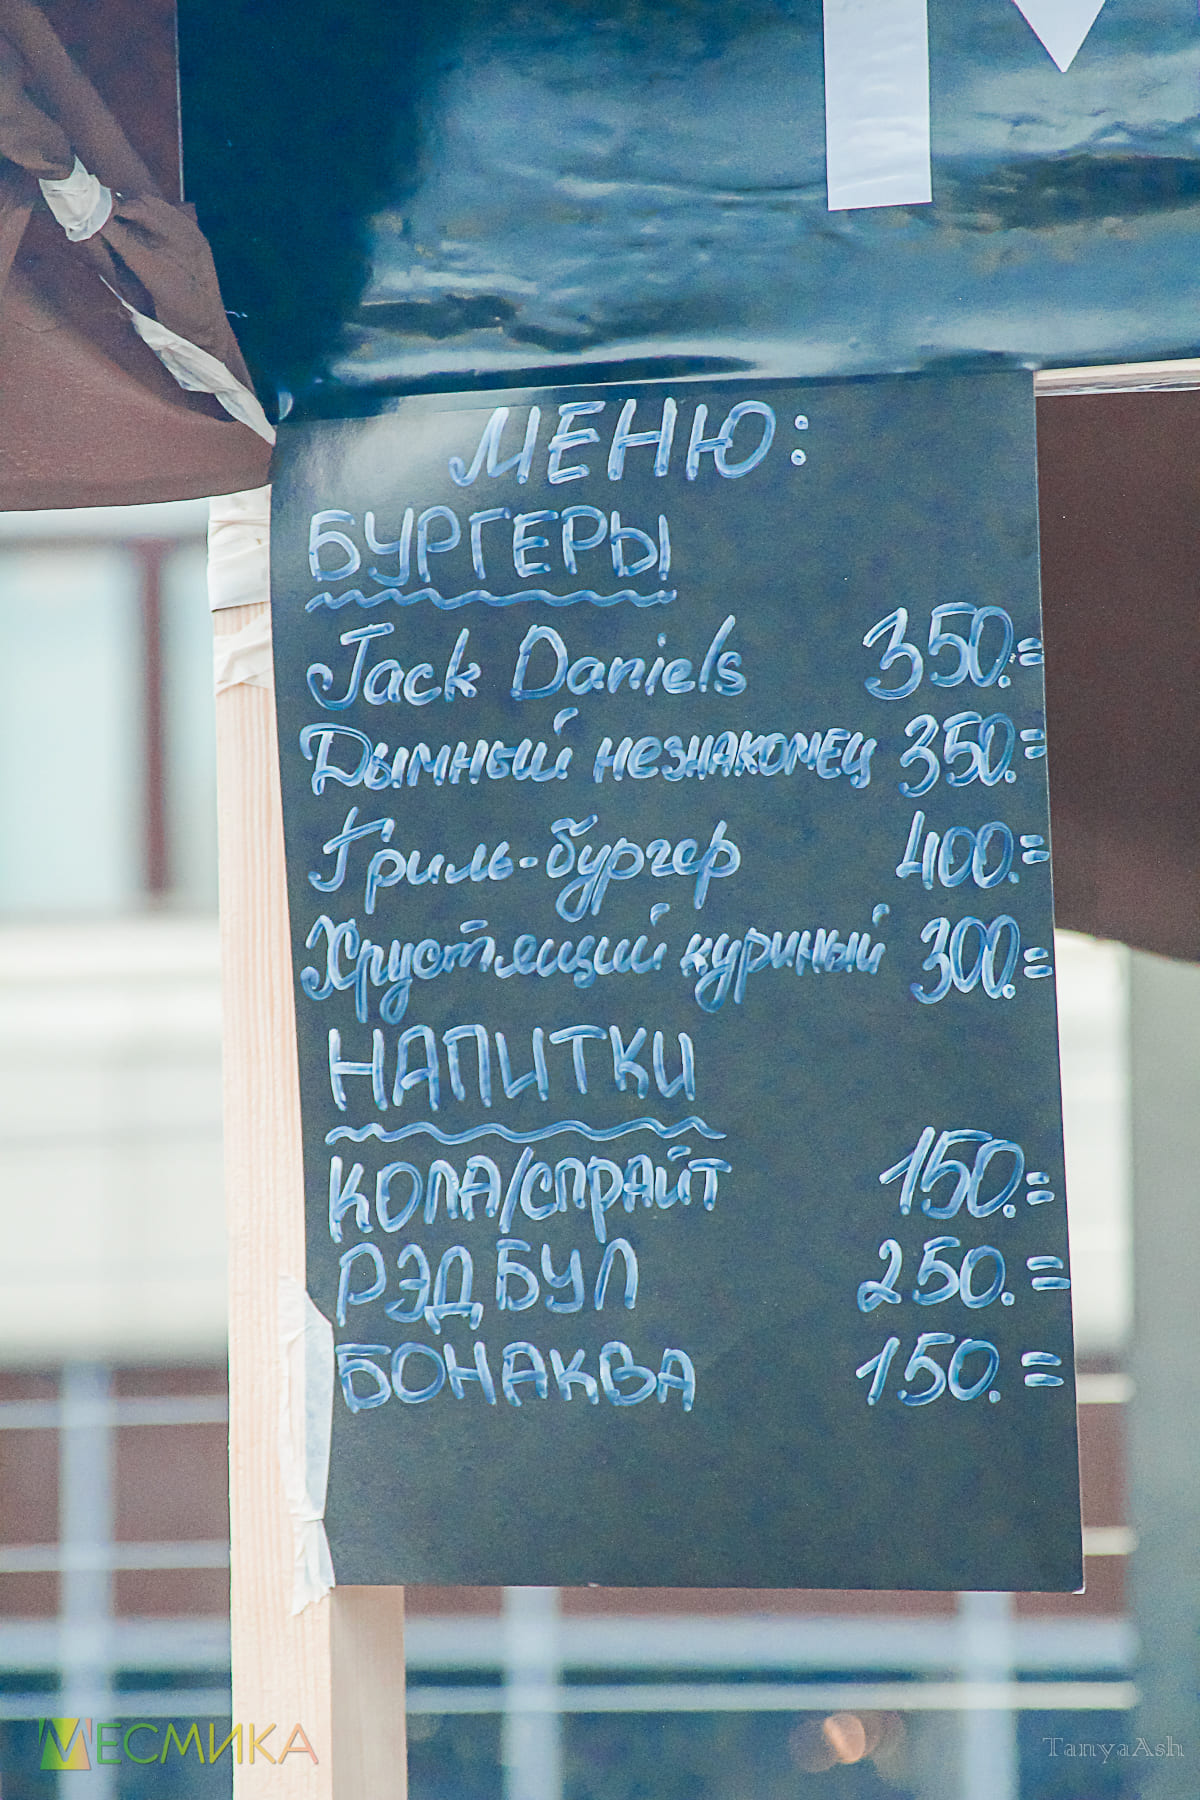 МЕНЮ:
БУРГЕРЫ
Jack Daniels 350.=
Дымный незнакомец 350.=
Гриль-бургер 400.=
Хрустящий куриный 300.=
НАПИТКИ
КОЛА/СПРАЙТ 150.=
РЭД БУЛ 250.=
БОНАКВА 150.=
МЕСМИКА
TanyaAsh